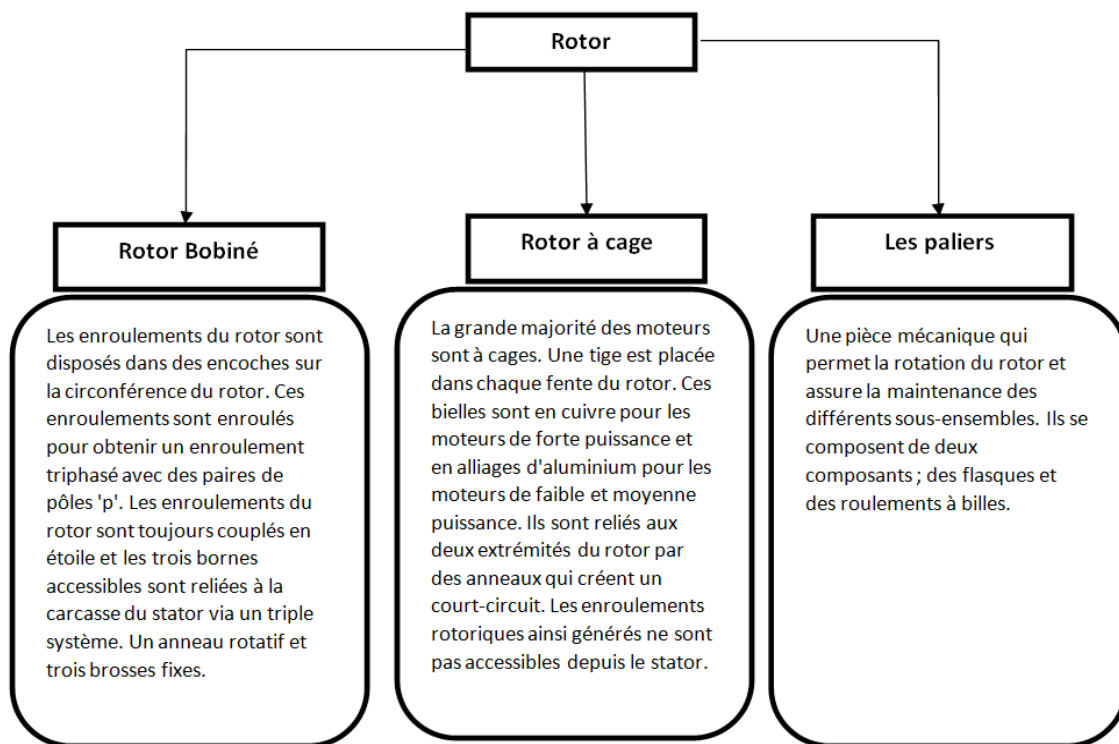 Rotor
Rotor Bobiné
Les enroulements du rotor sont
disposés dans des encoches sur
la circonférence du rotor. Ces
enroulements sont enroulés
pour obtenir un enroulement
triphasé avec des paires de
pôles 'p'. Les enroulements du
rotor sont toujours couplés en
étoile et les trois bornes
accessibles sont reliées à la
carcasse du stator via un triple
système. Un anneau rotatif et
trois brosses fixes.
Rotor à cage
La grande majorité des moteurs
sont à cages. Une tige est placée
dans chaque fente du rotor. Ces
bielles sont en cuivre pour les
moteurs de forte puissance et
en alliages d'aluminium pour les
moteurs de faible et moyenne
puissance. Ils sont reliés aux
deux extrémités du rotor par
des anneaux qui créent un
court-circuit. Les enroulements
rotoriques ainsi générés ne sont
pas accessibles depuis le stator.
Les paliers
Une pièce mécanique qui
permet la rotation du rotor et
assure la maintenance des
différents sous-ensembles. Ils se
composent de deux
composants ; des flasques et
des roulements à billes.